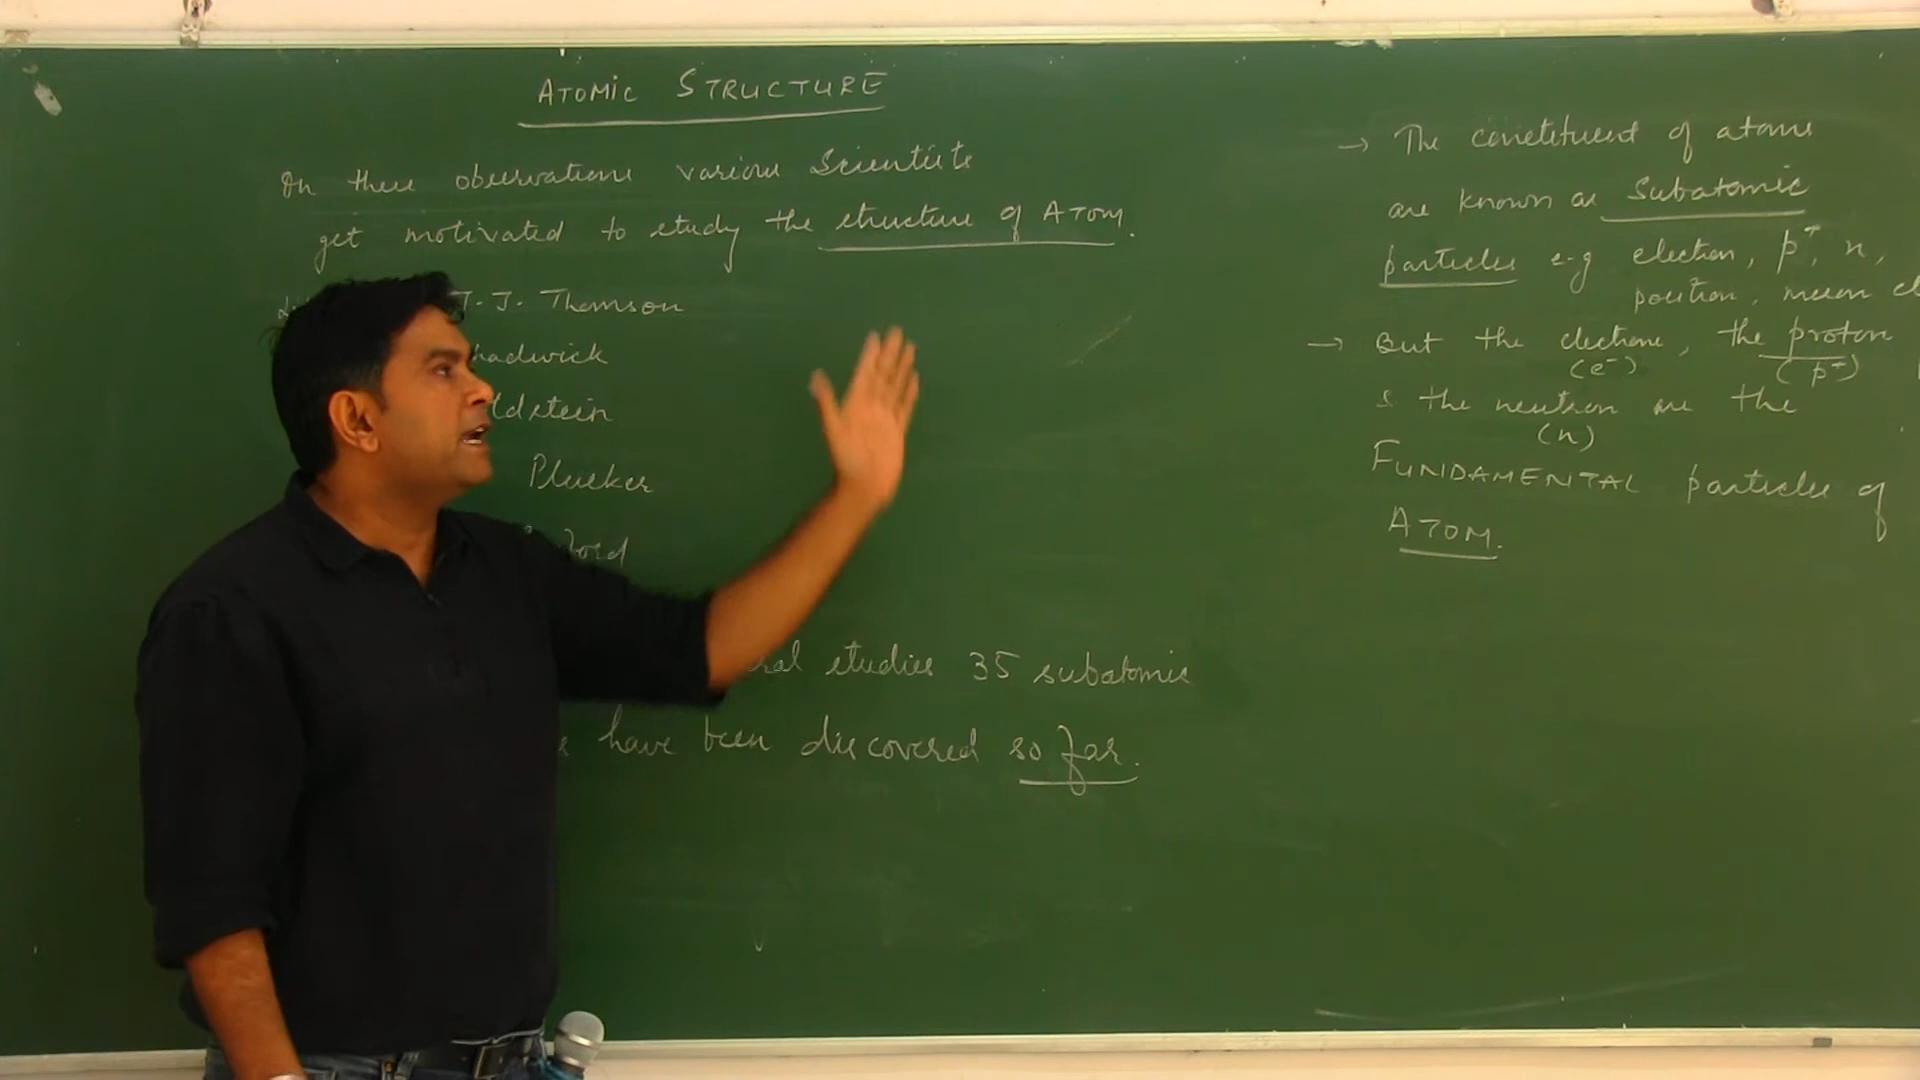 ATOMIC STRUCTURE
On these observations various Scientists
get motivated to study the structure of ATOM.
J. J. Thomson
hadwick
ldstein
Plucker
ford
ral studies 35 subatomic
have been discovered so far.
→ The constituent of atoms
are known as Subatomic
particles e-g electron, p+, n,
position, meson
→ But the electrons, the proton
(e-) (p+)
& the neutron are the
(n)
FUNDAMENTAL particles of
ATOM.